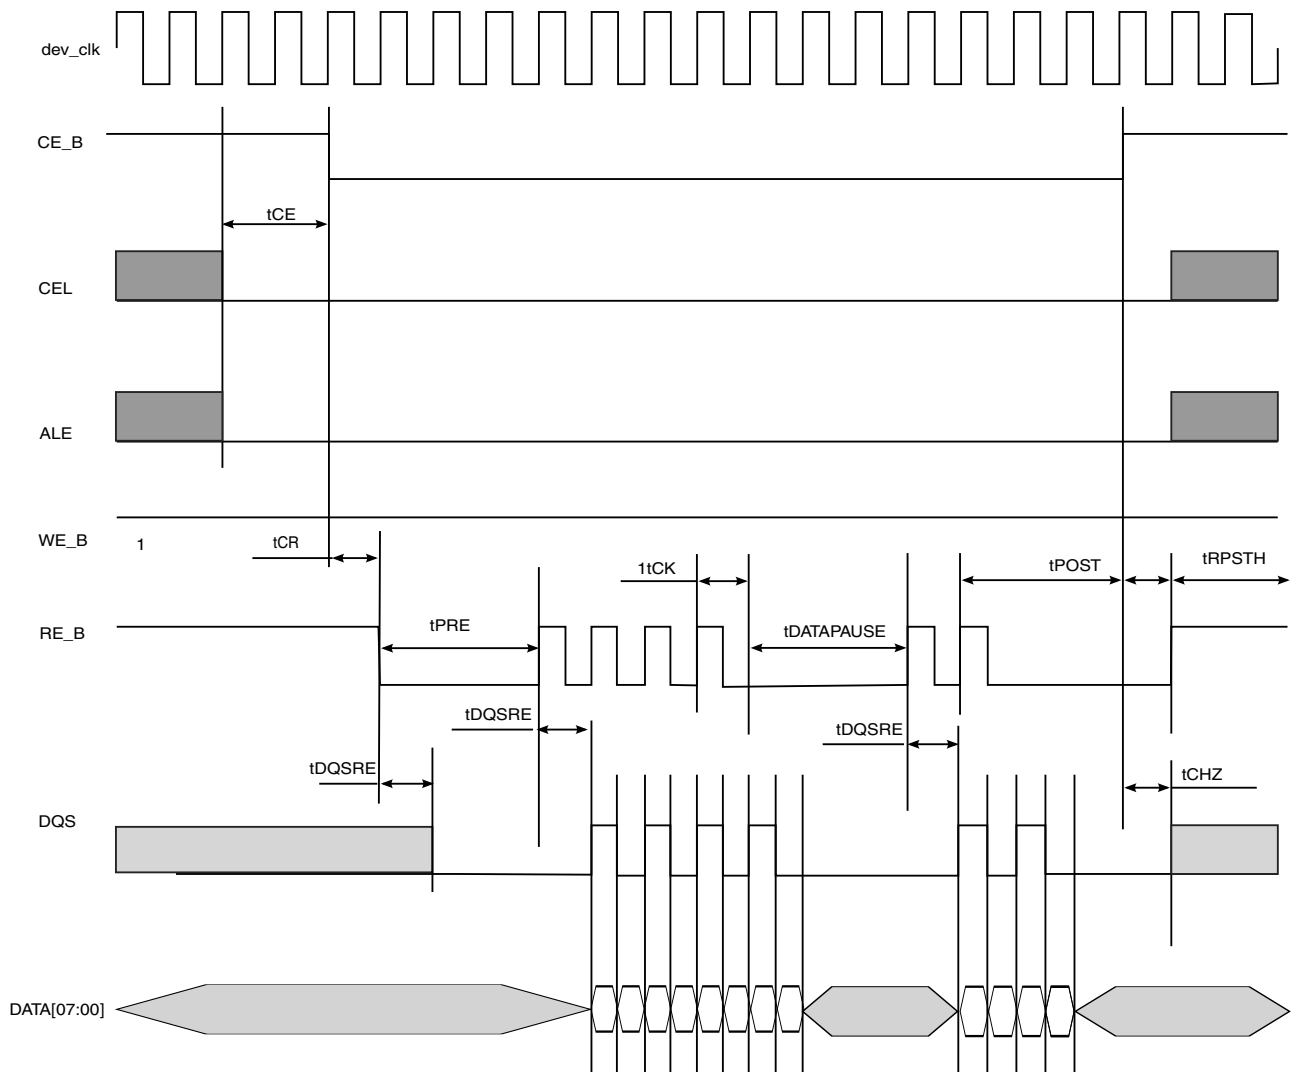 dev_clk
CE_B
tCE
CEL
ALE
WE_B
1
tCR
1tCK
tPOST
tRPSTH
RE_B
tPRE
tDATAPAUSE
tDQSRE
tDQSRE
tDQSRE
tCHZ
DQS
DATA[07:00]